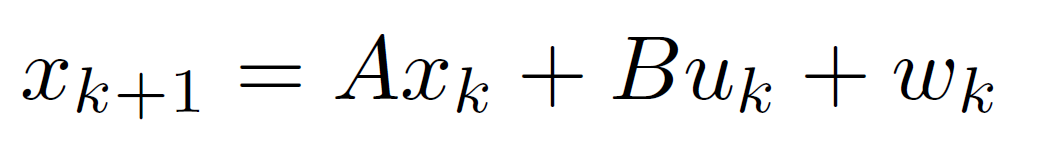 x_{k+1} = Ax_k + Bu_k + w_k